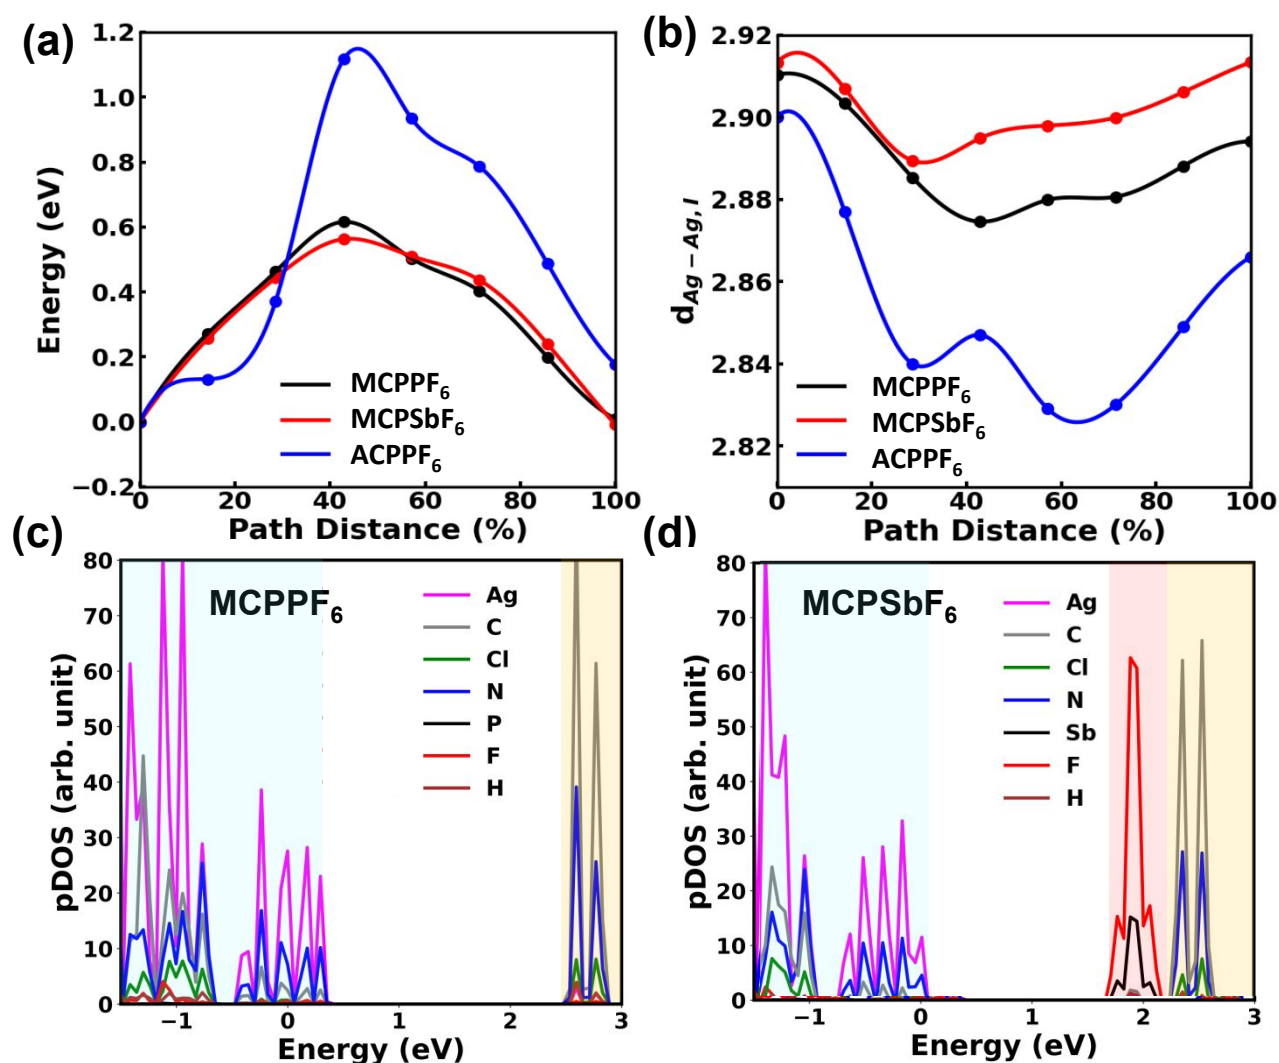 (a)
1.2
1.0
0.8
0.6
0.4
0.2
0.0
−0.2
Energy (eV)
MCPPF6
MCPSbF6
ACPPF6
0 20 40 60 80 100
Path Distance (%)
(b)
2.92
2.90
2.88
2.86
2.84
2.82
d Ag − Ag, I
MCPPF6
MCPSbF6
ACPPF6
0 20 40 60 80 100
Path Distance (%)
(c)
80
70
60
50
40
30
20
10
0
pDOS (arb. unit)
MCPPF6
Ag
C
Cl
N
P
F
H
−1 0 1 2 3
Energy (eV)
(d)
80
70
60
50
40
30
20
10
0
pDOS (arb. unit)
MCPSbF6
Ag
C
Cl
N
Sb
F
H
−1 0 1 2 3
Energy (eV)